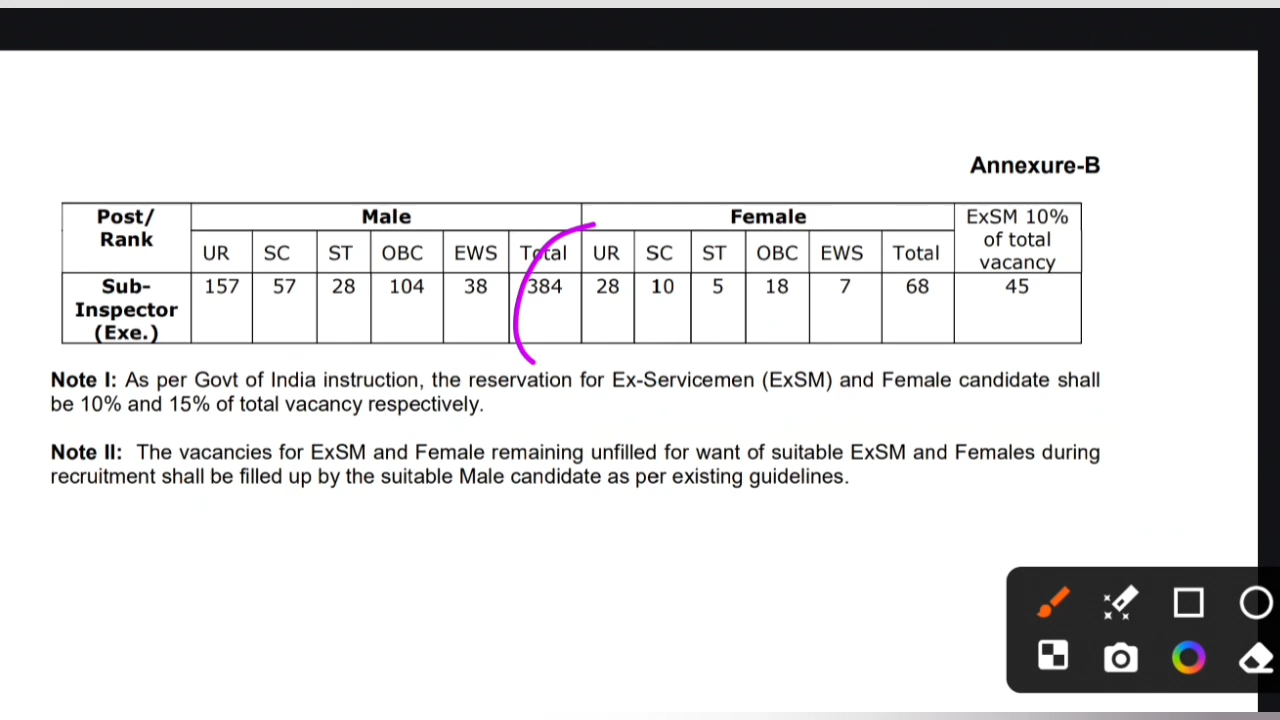 Annexure-B
Post/ Rank Male Female ExSM 10% of total vacancy
UR SC ST OBC EWS Total UR SC ST OBC EWS Total
Sub-Inspector (Exe.) 157 57 28 104 38 384 28 10 5 18 7 68 45
Note I: As per Govt of India instruction, the reservation for Ex-Servicemen (ExSM) and Female candidate shall
be 10% and 15% of total vacancy respectively.
Note II: The vacancies for ExSM and Female remaining unfilled for want of suitable ExSM and Females during
recruitment shall be filled up by the suitable Male candidate as per existing guidelines.